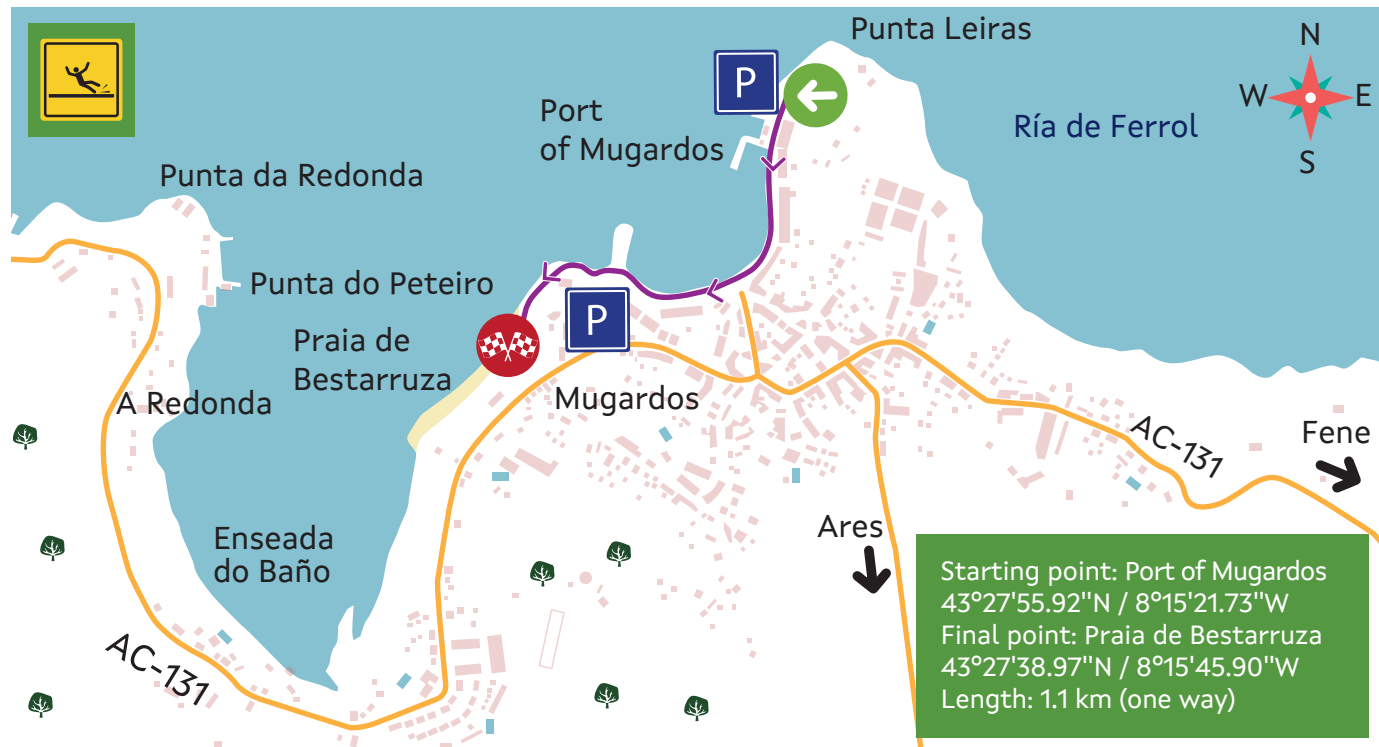 Punta Leiras
N
W
E
S
P
Port
of Mugardos
Ría de Ferrol
Punta da Redonda
Punta do Peteiro
P
Praia de
Bestarruza
A Redonda
Mugardos
AC-131
Fene
Ares
Enseada
do Baño
AC-131
Starting point: Port of Mugardos
43°27'55.92''N / 8°15'21.73''W
Final point: Praia de Bestarruza
43°27'38.97''N / 8°15'45.90''W
Length: 1.1 km (one way)